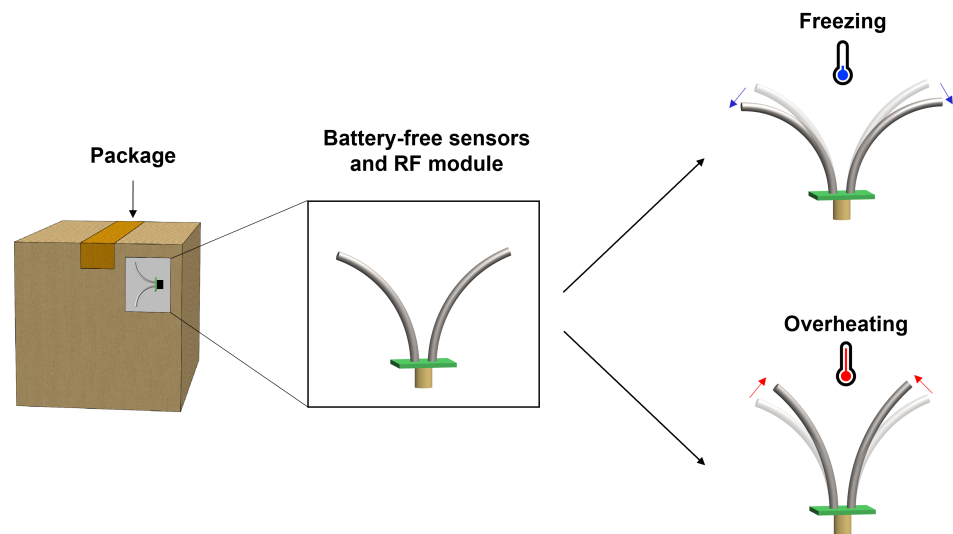 Package
Battery-free sensors
and RF module
Freezing
Overheating